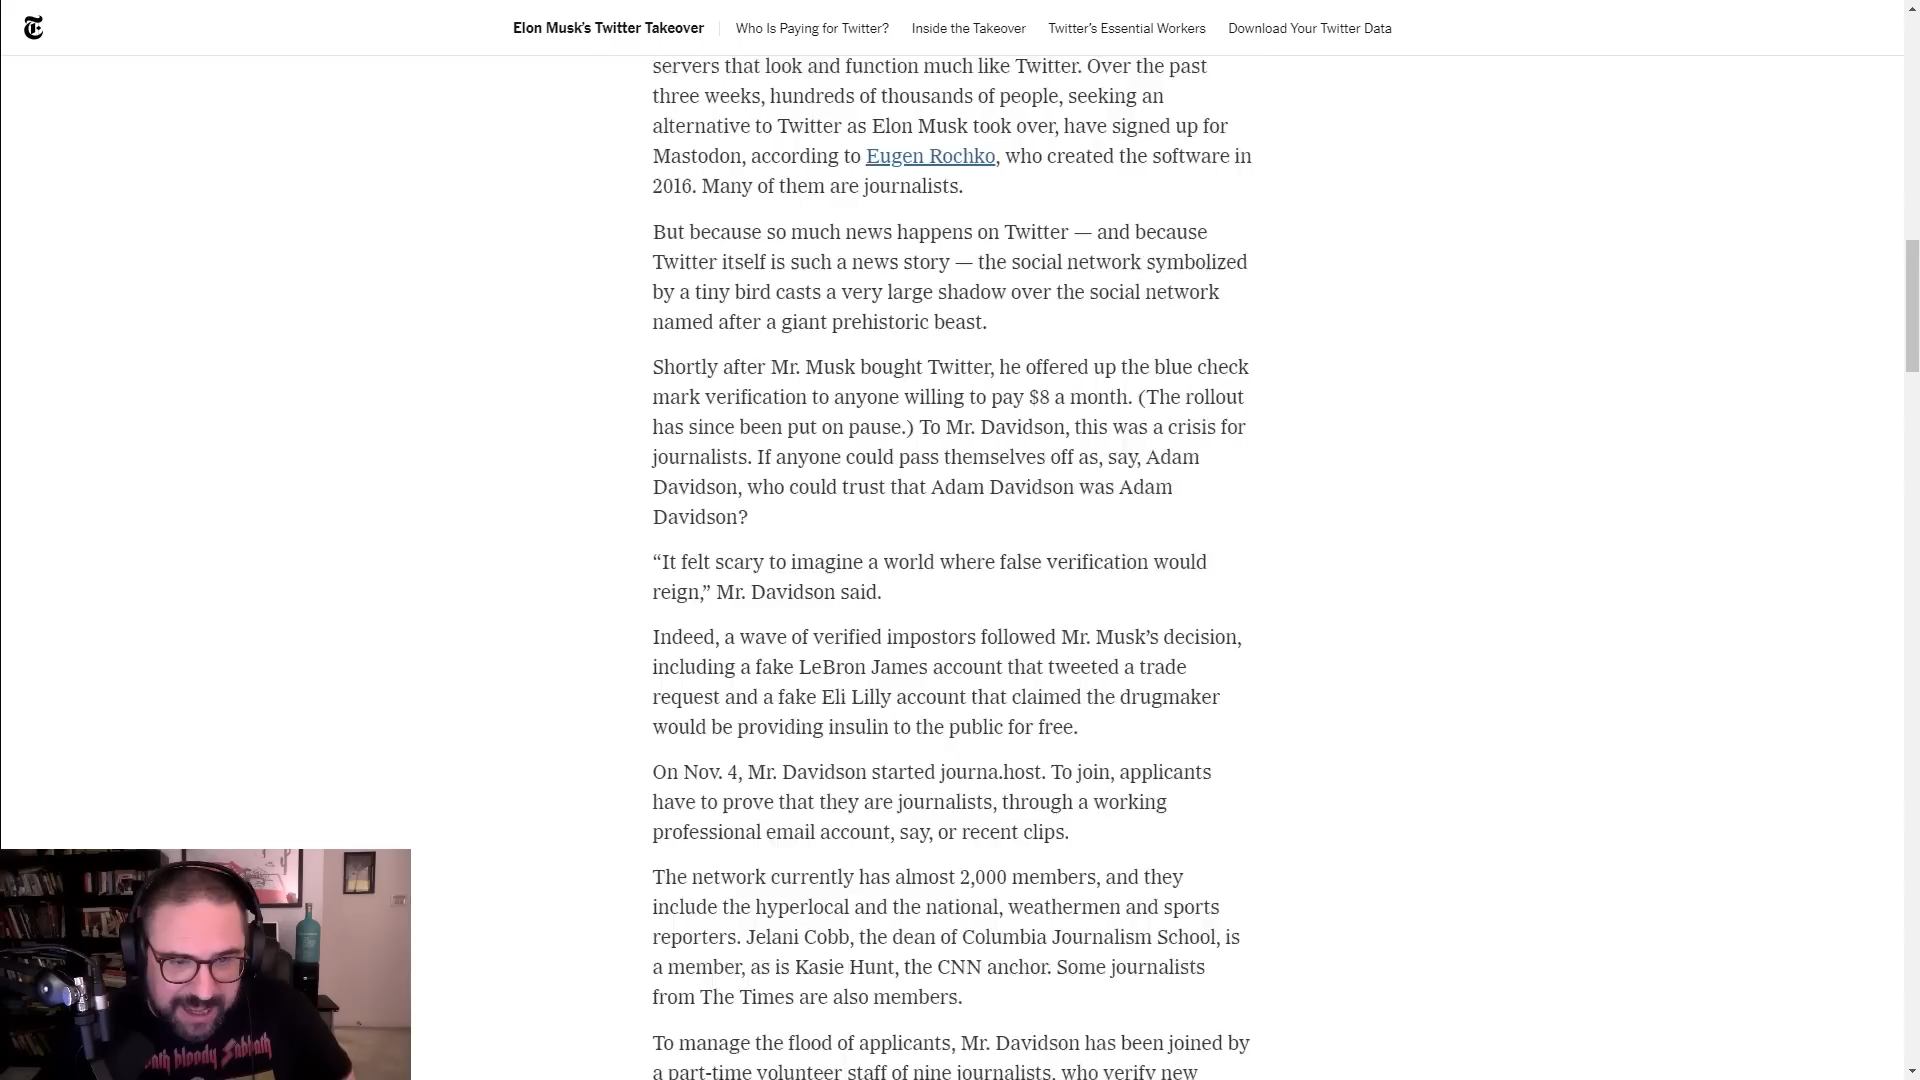 Elon Musk's Twitter Takeover
Who Is Paying for Twitter?
Inside the Takeover
Twitter's Essential Workers
Download Your Twitter Data
servers that look and function much like Twitter. Over the past
three weeks, hundreds of thousands of people, seeking an
alternative to Twitter as Elon Musk took over, have signed up for
Mastodon, according to Eugen Rochko, who created the software in
2016. Many of them are journalists.
But because so much news happens on Twitter — and because
Twitter itself is such a news story — the social network symbolized
by a tiny bird casts a very large shadow over the social network
named after a giant prehistoric beast.
Shortly after Mr. Musk bought Twitter, he offered up the blue check
mark verification to anyone willing to pay $8 a month. (The rollout
has since been put on pause.) To Mr. Davidson, this was a crisis for
journalists. If anyone could pass themselves off as, say, Adam
Davidson, who could trust that Adam Davidson was Adam
Davidson?
“It felt scary to imagine a world where false verification would
reign,” Mr. Davidson said.
Indeed, a wave of verified impostors followed Mr. Musk’s decision,
including a fake LeBron James account that tweeted a trade
request and a fake Eli Lilly account that claimed the drugmaker
would be providing insulin to the public for free.
On Nov. 4, Mr. Davidson started journa.host. To join, applicants
have to prove that they are journalists, through a working
professional email account, say, or recent clips.
The network currently has almost 2,000 members, and they
include the hyperlocal and the national, weathermen and sports
reporters. Jelani Cobb, the dean of Columbia Journalism School, is
a member, as is Kasie Hunt, the CNN anchor. Some journalists
from The Times are also members.
To manage the flood of applicants, Mr. Davidson has been joined by
a part-time volunteer staff of nine journalists, who verify new
bloody Sabbath